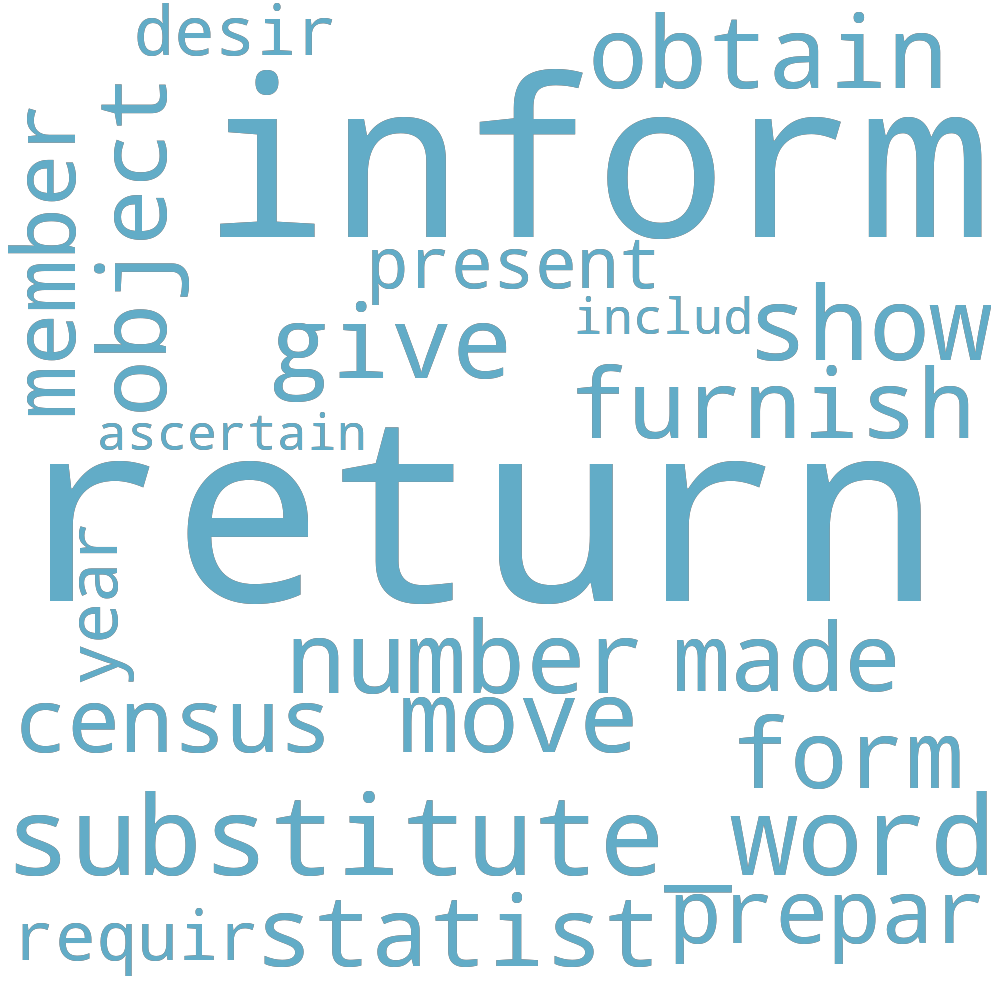 desir
obtain
inform
member
object
present
includ
show
give
furnish
ascertain
return
year
number
made
census
move
form
substitute_word
prepar
requir
statist